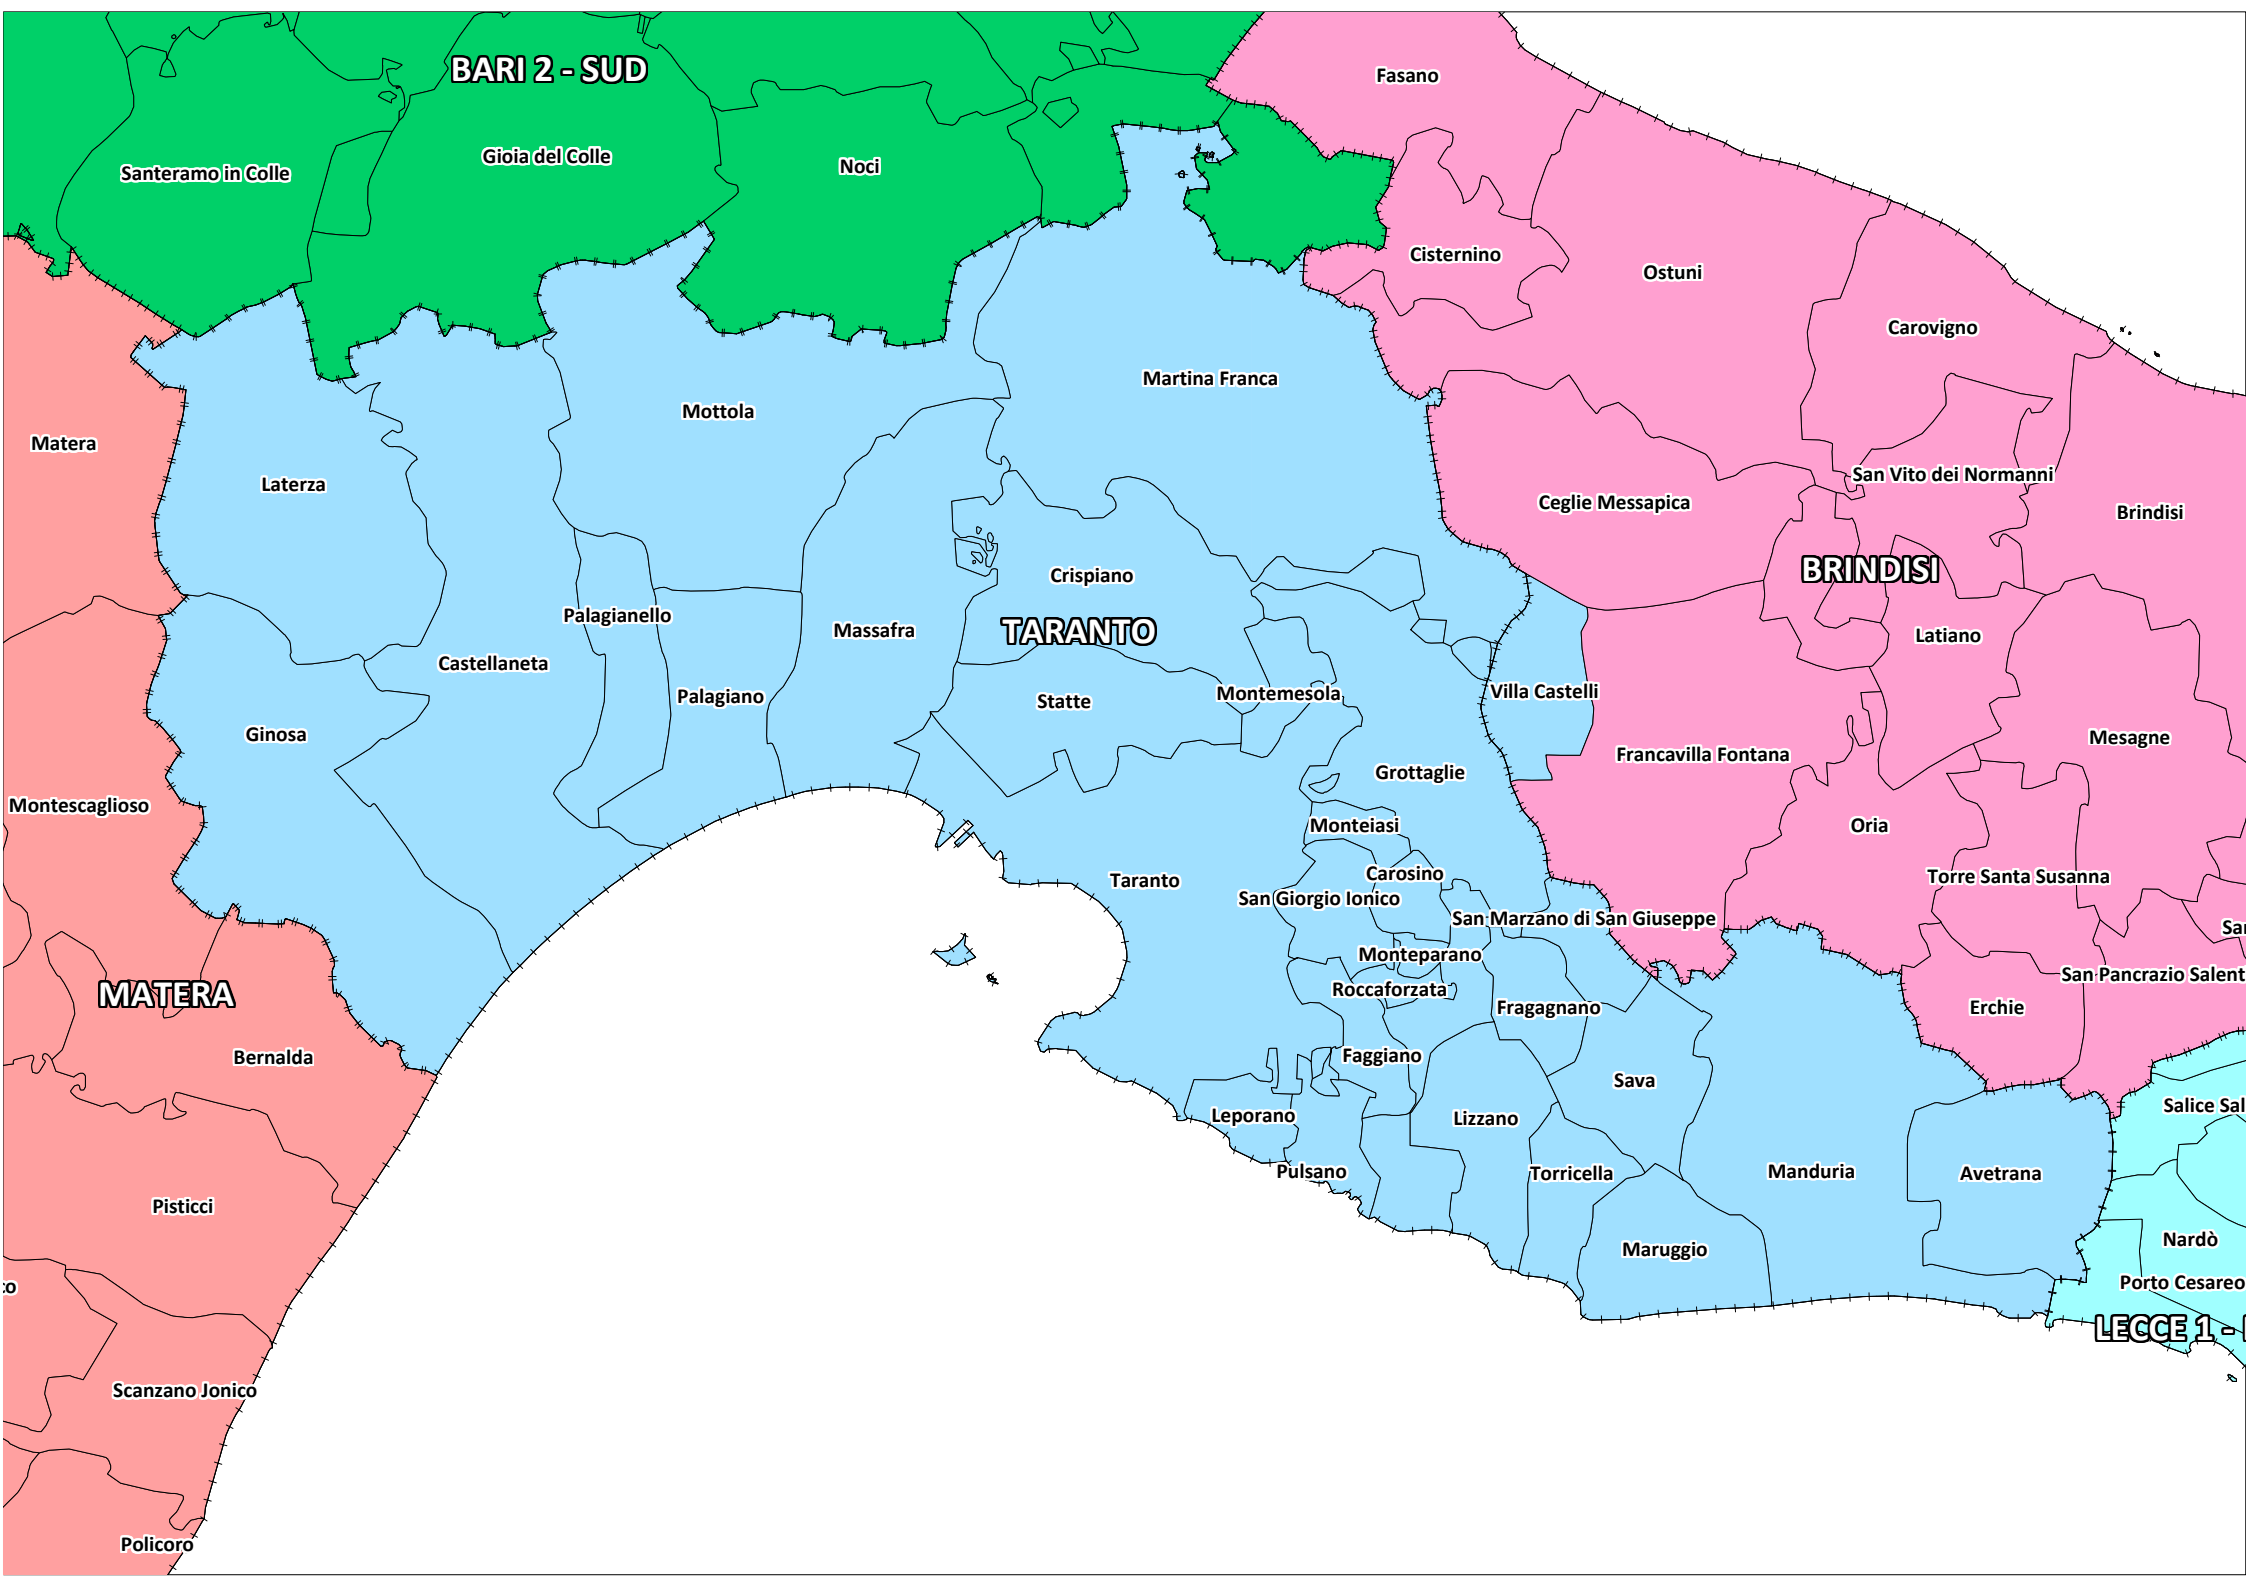 BARI 2 - SUD
Fasano
Santeramo in Colle
Gioia del Colle
Noci
Cisternino
Ostuni
Carovigno
Martina Franca
Mottola
Matera
Laterza
San Vito dei Normanni
Ceglie Messapica
Brindisi
Crispiano
BRINDISI
Palagianello
Massafra
TARANTO
Latiano
Castellaneta
Palagiano
Statte
Montemesola
Villa Castelli
Ginosa
Mesagne
Grottaglie
Francavilla Fontana
Montescaglioso
Monteiasi
Oria
Carosino
Taranto
Torre Santa Susanna
San Giorgio Ionico
San Marzano di San Giuseppe
Sa
Monteparano
San Pancrazio Salent
MATERA
Roccaforzata
Fragagnano
Erchie
Bernalda
Faggiano
Sava
Leporano
Lizzano
Salice Sal
Pulsano
Torricella
Manduria
Avetrana
Pisticci
Maruggio
Nardò
co
Porto Cesareo
LECCE 1 -
Scanzano Jonico
Policoro